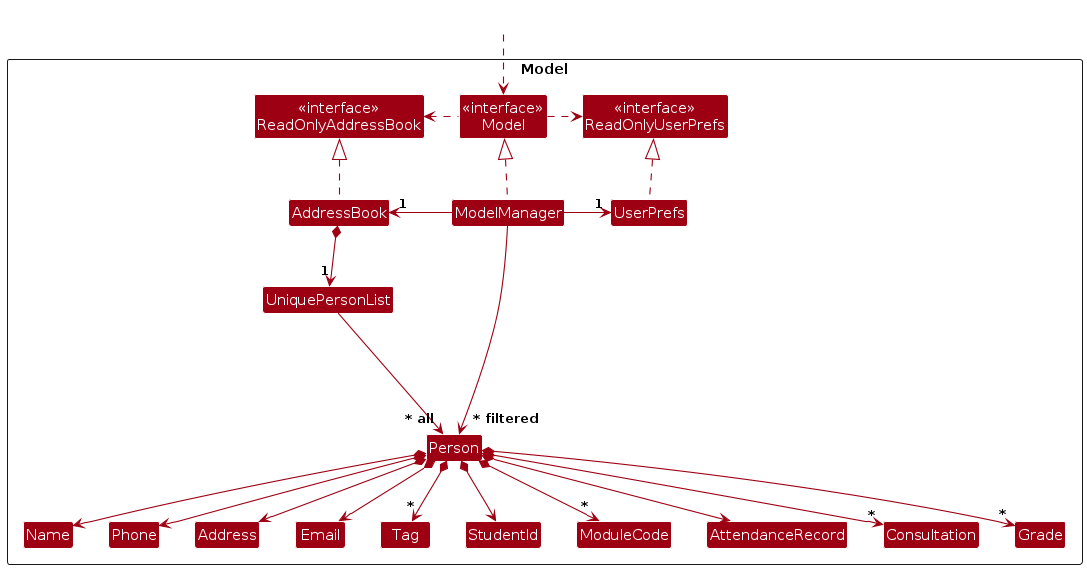 Model
«interface»
ReadOnlyAddressBook
«interface»
Model
«interface»
ReadOnlyUserPrefs
AddressBook
1
ModelManager
1
UserPrefs
1
UniquePersonList
* all
* filtered
Person
*
*
*
*
Name
Phone
Address
Email
Tag
StudentId
ModuleCode
AttendanceRecord
Consultation
Grade